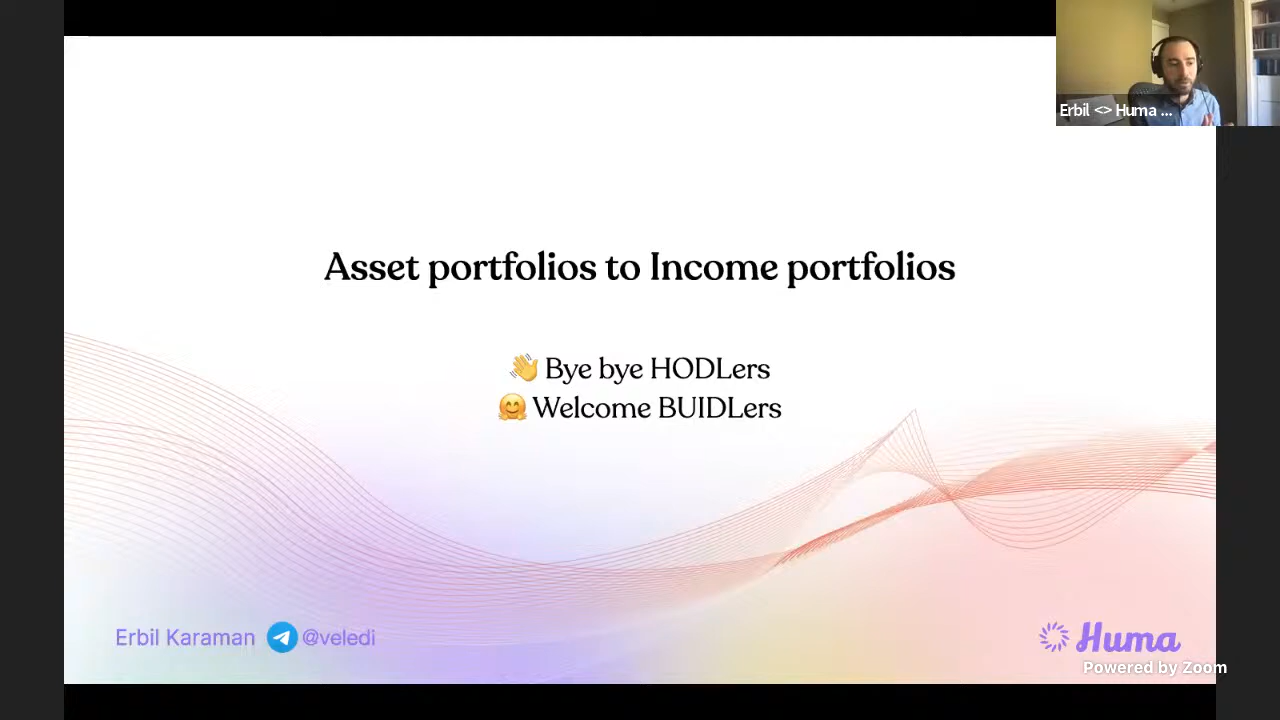 Erbil <> Huma ...
Asset portfolios to Income portfolios
👋 Bye bye HODLers
🤗 Welcome BUIDLers
Erbil Karaman @veledi
Huma
Powered by Zoom